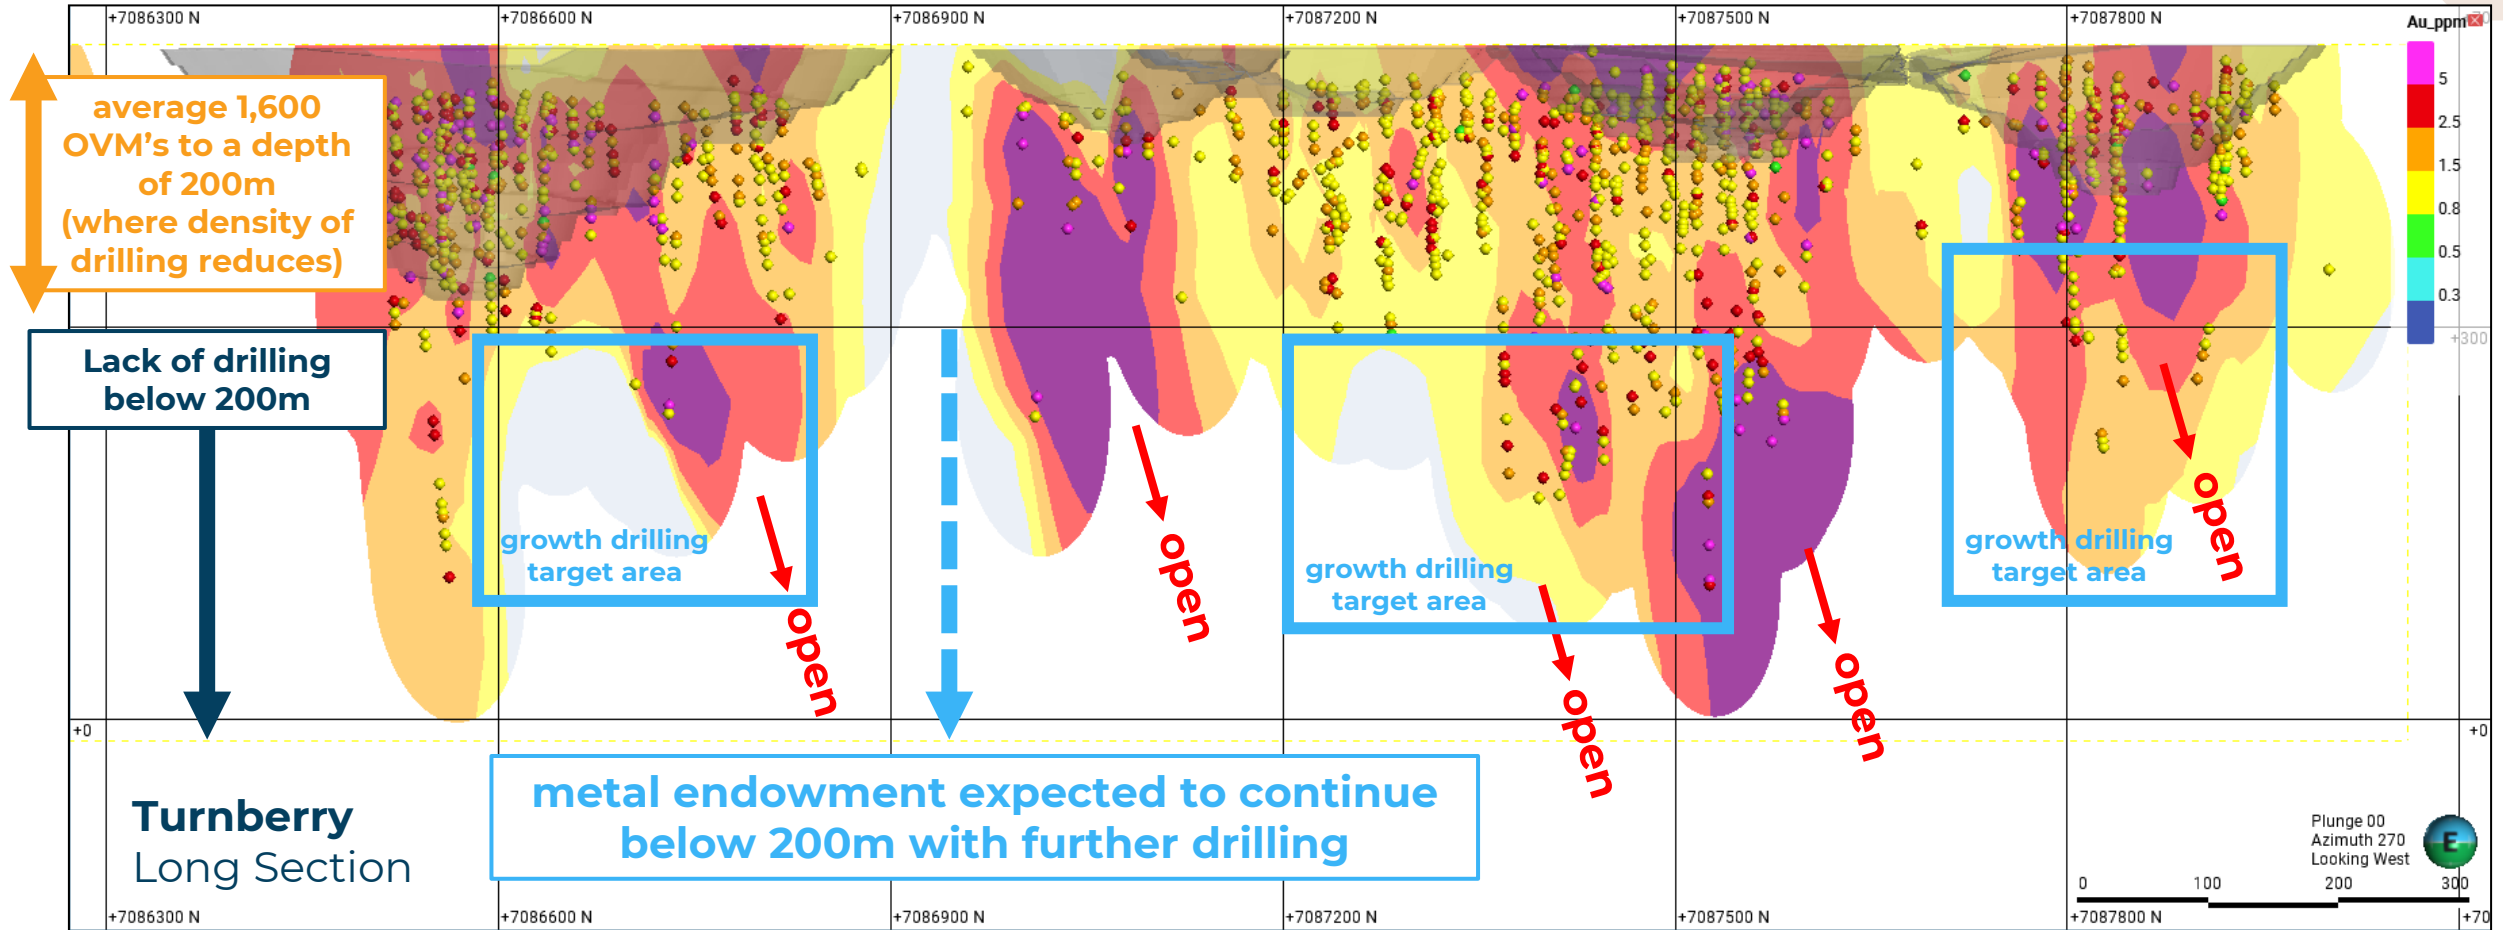 +7086300 N
+7086600 N
+7086900 N
+7087200 N
+7087500 N
+7087800 N
Au_ppm
5
2.5
1.5
0.8
0.5
0.3
+300
average 1,600
OVM’s to a depth
of 200m
(where density of
drilling reduces)
Lack of drilling
below 200m
growth drilling
target area
open
open
growth drilling
target area
open
open
growth drilling
target area
open
+0
+0
metal endowment expected to continue
below 200m with further drilling
Turnberry
Long Section
Plunge 00
Azimuth 270
Looking West
E
0
100
200
300
+7086300 N
+7086600 N
+7086900 N
+7087200 N
+7087500 N
+7087800 N
+70